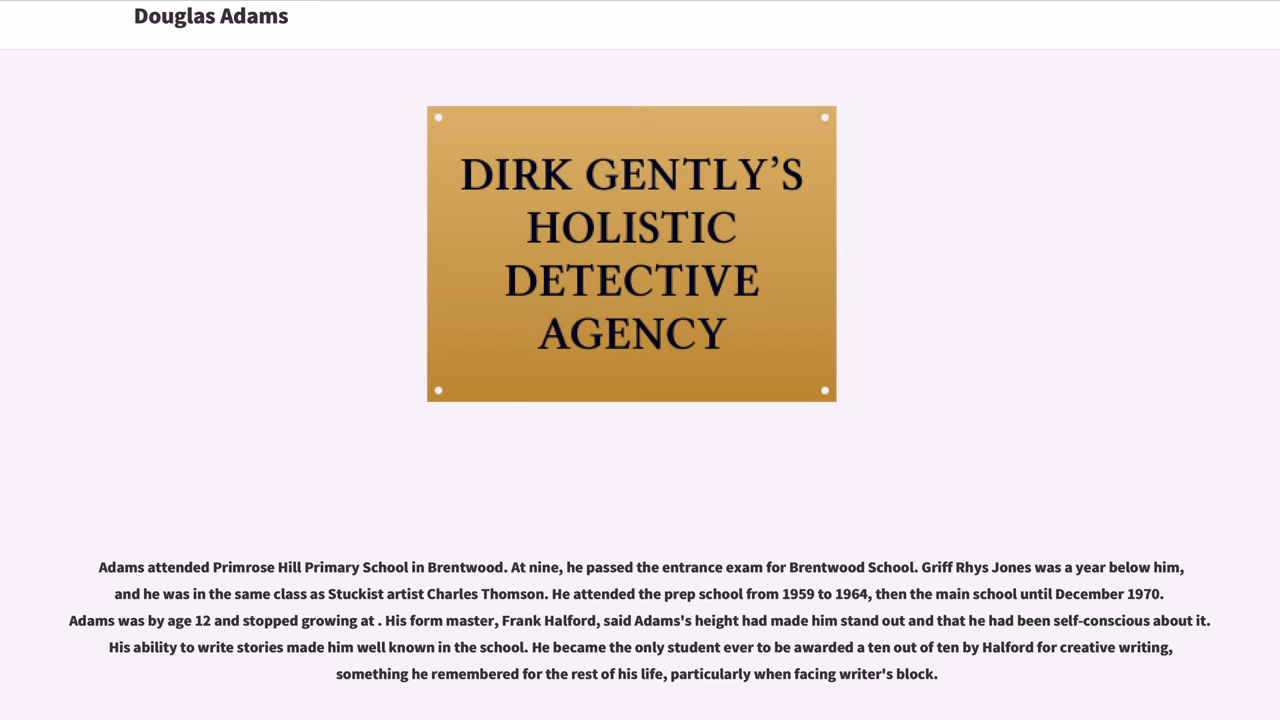 Douglas Adams
DIRK GENTLY’S
HOLISTIC
DETECTIVE
AGENCY
Adams attended Primrose Hill Primary School in Brentwood. At nine, he passed the entrance exam for Brentwood School. Griff Rhys Jones was a year below him,
and he was in the same class as Stuckist artist Charles Thomson. He attended the prep school from 1959 to 1964, then the main school until December 1970.
Adams was by age 12 and stopped growing at . His form master, Frank Halford, said Adams's height had made him stand out and that he had been self-conscious about it.
His ability to write stories made him well known in the school. He became the only student ever to be awarded a ten out of ten by Halford for creative writing,
something he remembered for the rest of his life, particularly when facing writer's block.